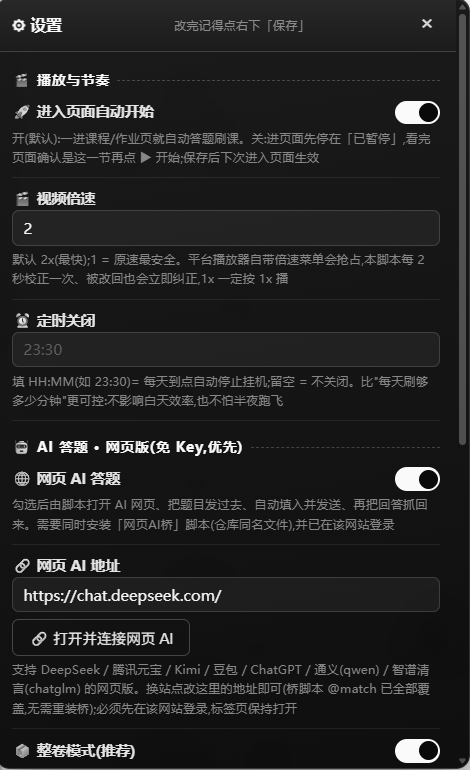 ⚙ 设置
改完记得点右下「保存」
×
🎬 播放与节奏
🚀 进入页面自动开始
开(默认):一进课程/作业页就自动答题刷课。关:进页面先停在「已暂停」,看完
页面确认是这一节再点 ▶ 开始;保存后下次进入页面生效
🎬 视频倍速
2
默认 2x(最快);1 = 原速最安全。平台播放器自带倍速菜单会抢占,本脚本每 2
秒校正一次、被改回也会立即纠正,1x 一定按 1x 播
⏰ 定时关闭
23:30
填 HH:MM(如 23:30)= 每天到点自动停止挂机;留空 = 不关闭。比"每天刷够
多少分钟"更可控:不影响白天效率,也不怕半夜跑飞
AI 答题 • 网页版(免 Key,优先)
🌐 网页 AI 答题
勾选后由脚本打开 AI 网页、把题目发过去、自动填入并发送、再把回答抓回
来。需要同时安装「网页AI桥」脚本(仓库同名文件),并已在该网站登录
🔗 网页 AI 地址
https://chat.deepseek.com/
🔗 打开并连接网页 AI
支持 DeepSeek / 腾讯元宝 / Kimi / 豆包 / ChatGPT / 通义(qwen) / 智谱清
言(chatglm) 的网页版。换站点改这里的地址即可(桥脚本 @match 已全部覆
盖,无需重装桥);必须先在该网站登录,标签页保持打开
📦 整卷模式(推荐)